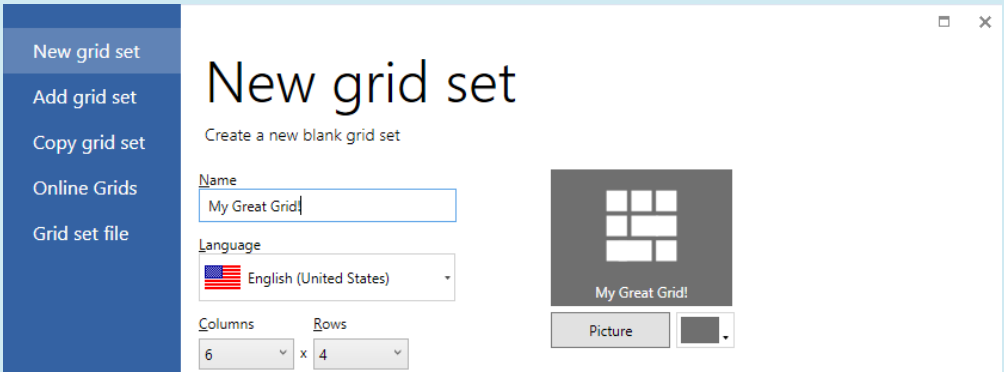 New grid set
Add grid set
Copy grid set
Online Grids
Grid set file
New grid set
Create a new blank grid set
Name
My Great Grid!
Language
English (United States)
Columns Rows
6 x 4
My Great Grid!
Picture